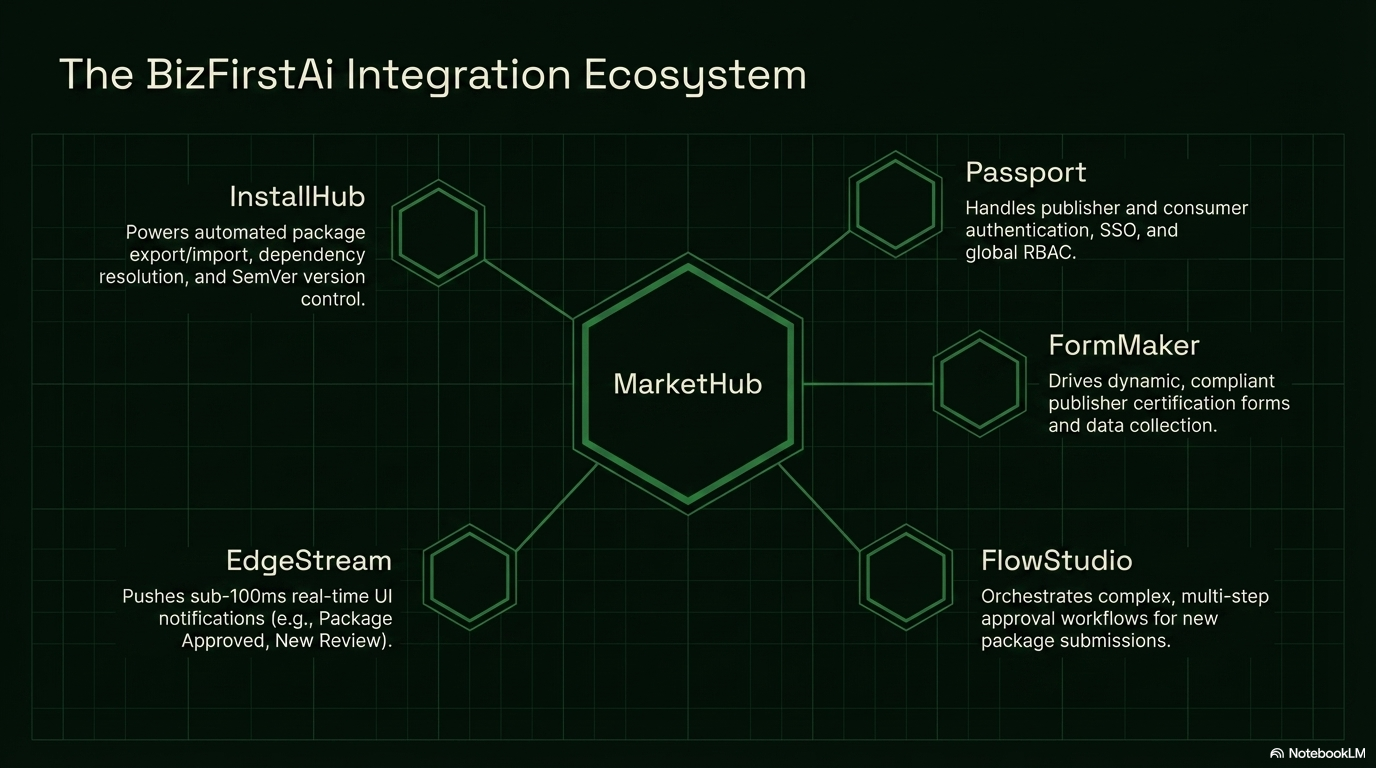 The BizFirstAi Integration Ecosystem
InstallHub
Powers automated package
export/import, dependency
resolution, and SemVer version
control.
Passport
Handles publisher and consumer
authentication, SSO, and
global RBAC.
MarketHub
FormMaker
Drives dynamic, compliant
publisher certification forms
and data collection.
EdgeStream
Pushes sub-100ms real-time UI
notifications (e.g., Package
Approved, New Review).
FlowStudio
Orchestrates complex, multi-step
approval workflows for new
package submissions.
NotebookLM